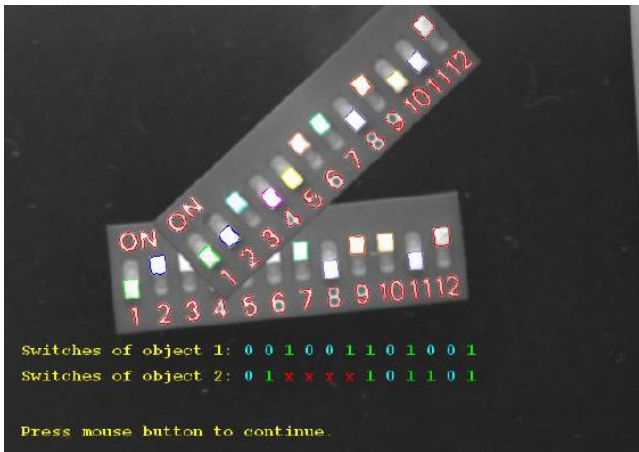 ON
1 2 3 4 5 6 7 8 9 10 11 12
ON
1 2 3 4 5 6 7 8 9 10 11 12
Switches of object 1: 0 0 1 0 0 1 1 0 1 0 0 1
Switches of object 2: 0 1 x x x x 1 0 1 1 0 1
Press mouse button to continue.